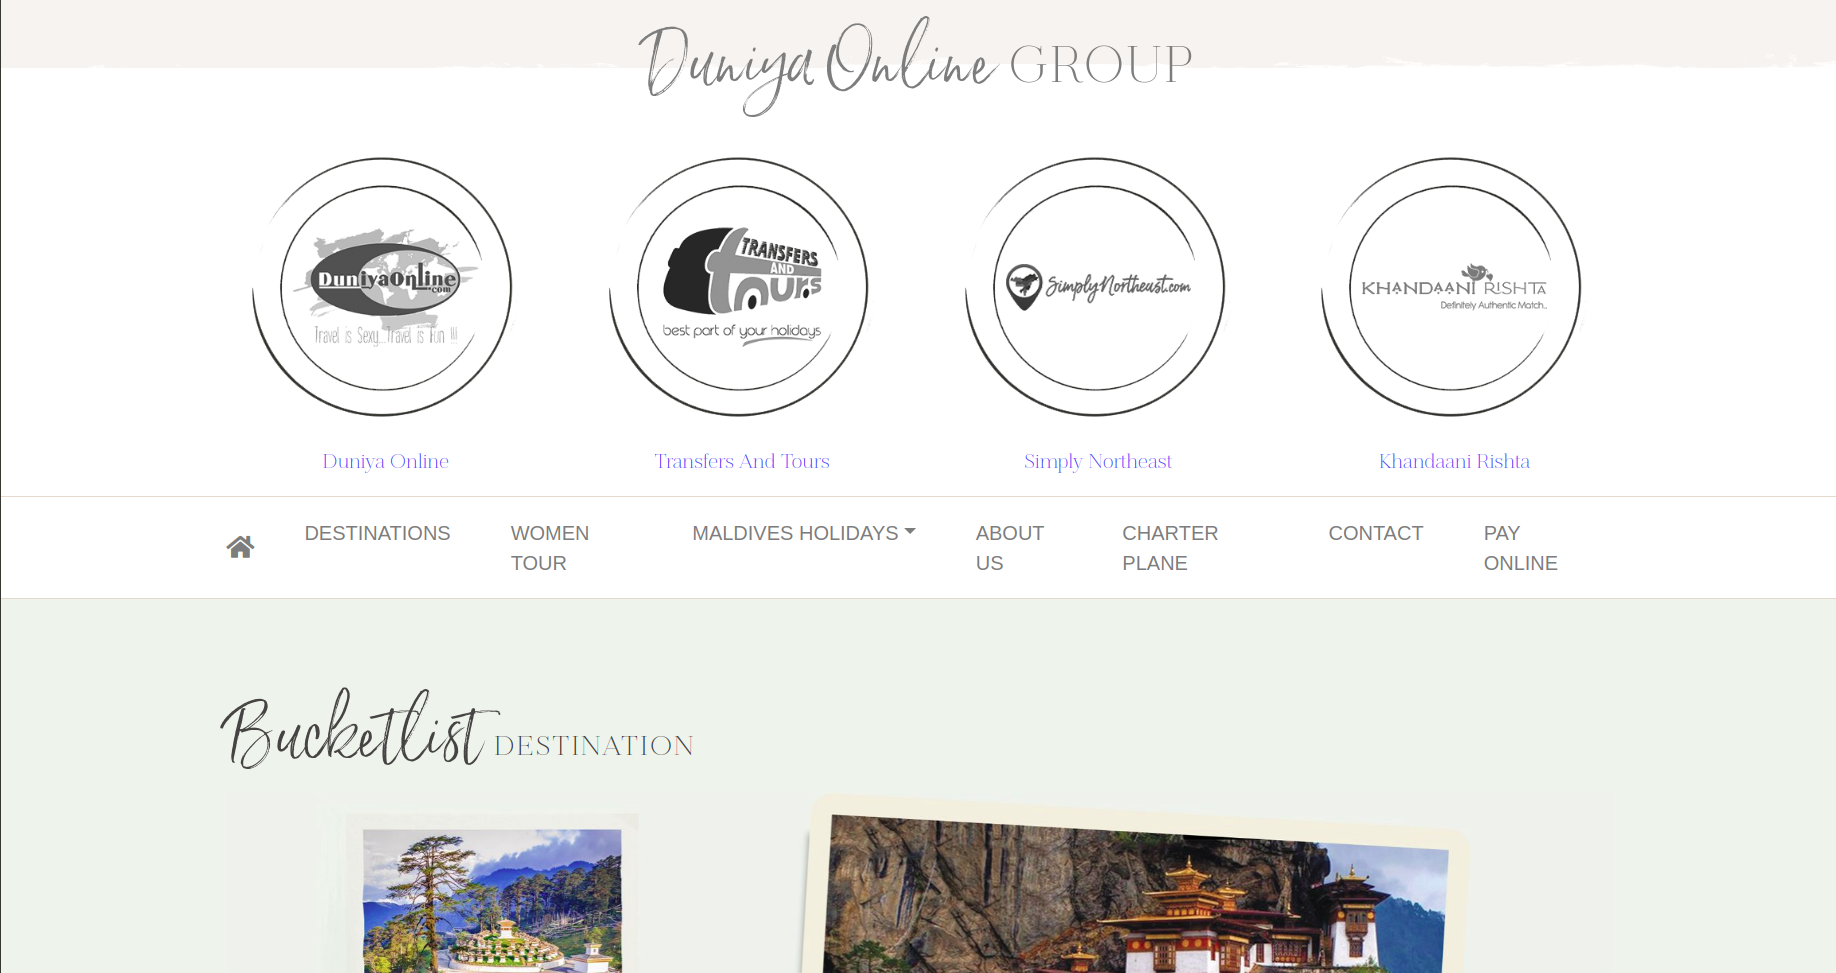 Duniya Online GROUP
DuniyaOnline
.com
Travel is Sexy...Travel is Fun !!!
TRANSFERS
AND
Tours
best part of your holidays
SimplyNortheast.com
KHANDAANI RISHTA
Definitely Authentic Match..
Duniya Online
Transfers And Tours
Simply Northeast
Khandaani Rishta
DESTINATIONS
WOMEN
TOUR
MALDIVES HOLIDAYS
ABOUT
US
CHARTER
PLANE
CONTACT
PAY
ONLINE
Bucketlist DESTINATION